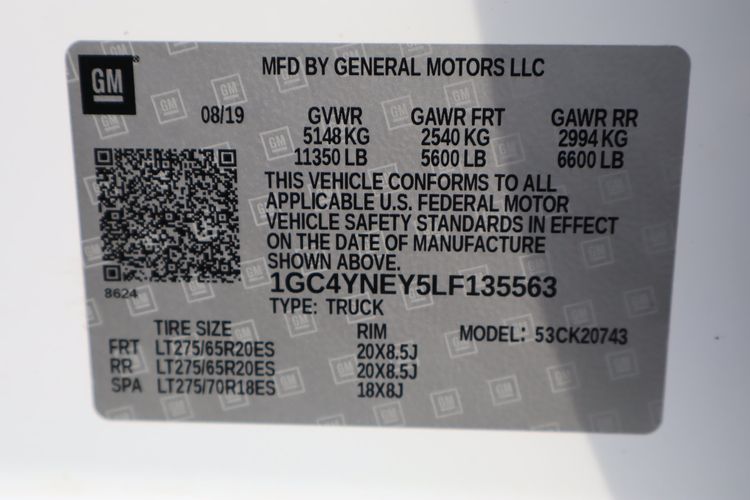 GM
MFD BY GENERAL MOTORS LLC
08/19 GVWR GAWR FRT GAWR RR
5148 KG 2540 KG 2994 KG
11350 LB 5600 LB 6600 LB
THIS VEHICLE CONFORMS TO ALL
APPLICABLE U.S. FEDERAL MOTOR
VEHICLE SAFETY STANDARDS IN EFFECT
ON THE DATE OF MANUFACTURE
SHOWN ABOVE.
1GC4YNEY5LF135563
8624
TYPE: TRUCK
TIRE SIZE RIM MODEL: 53CK20743
FRT LT275/65R20ES 20X8.5J
RR LT275/65R20ES 20X8.5J
SPA LT275/70R18ES 18X8J